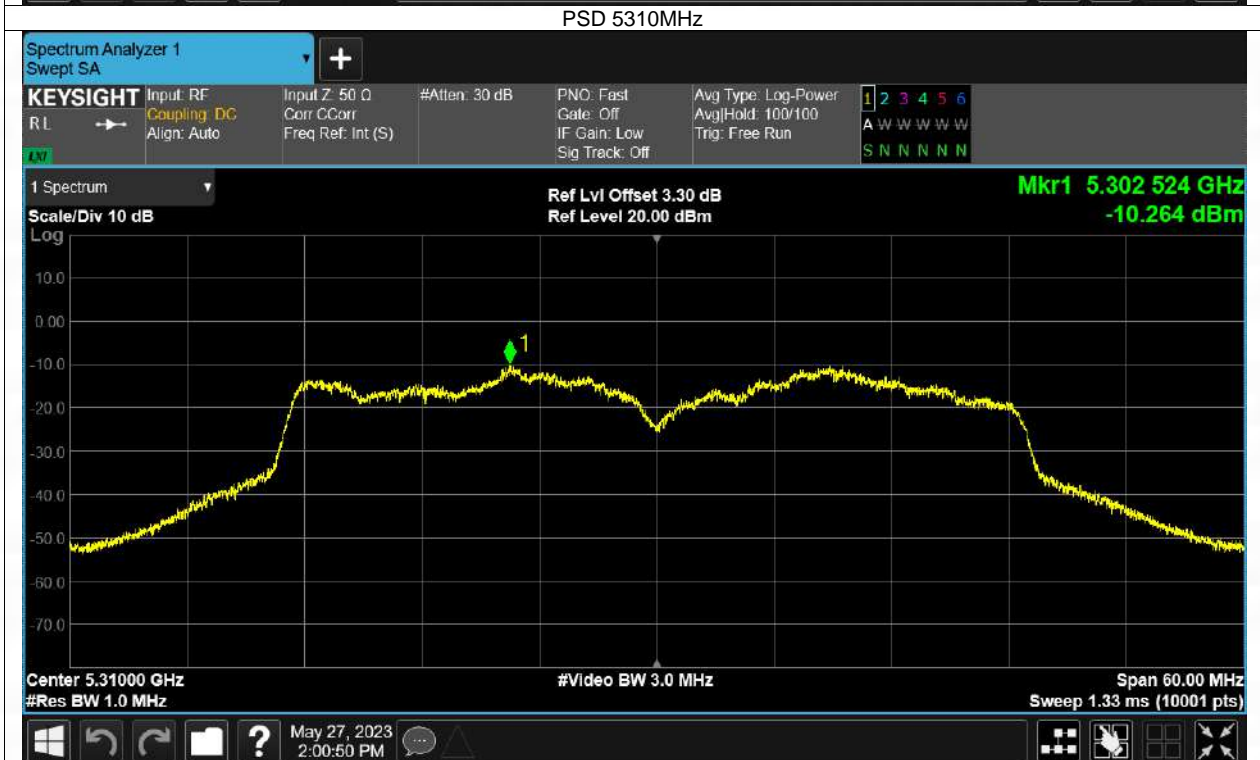 PSD 5310MHz
Spectrum Analyzer 1
Swept SA
KEYSIGHT
RL
LXI
Input: RF
Coupling: DC
Align: Auto
Input Z: 50 Ω
Corr CCorr
Freq Ref: Int (S)
#Atten: 30 dB
PNO: Fast
Gate: Off
IF Gain: Low
Sig Track: Off
Avg Type: Log-Power
Avg|Hold: 100/100
Trig: Free Run
1 2 3 4 5 6
A W W W W W
S N N N N N
1 Spectrum
Scale/Div 10 dB
Log
Ref Lvl Offset 3.30 dB
Ref Level 20.00 dBm
Mkr1 5.302 524 GHz
-10.264 dBm
10.0
0.00
-10.0
-20.0
-30.0
-40.0
-50.0
-60.0
-70.0
1
Center 5.31000 GHz
#Res BW 1.0 MHz
#Video BW 3.0 MHz
Span 60.00 MHz
Sweep 1.33 ms (10001 pts)
?
May 27, 2023
2:00:50 PM